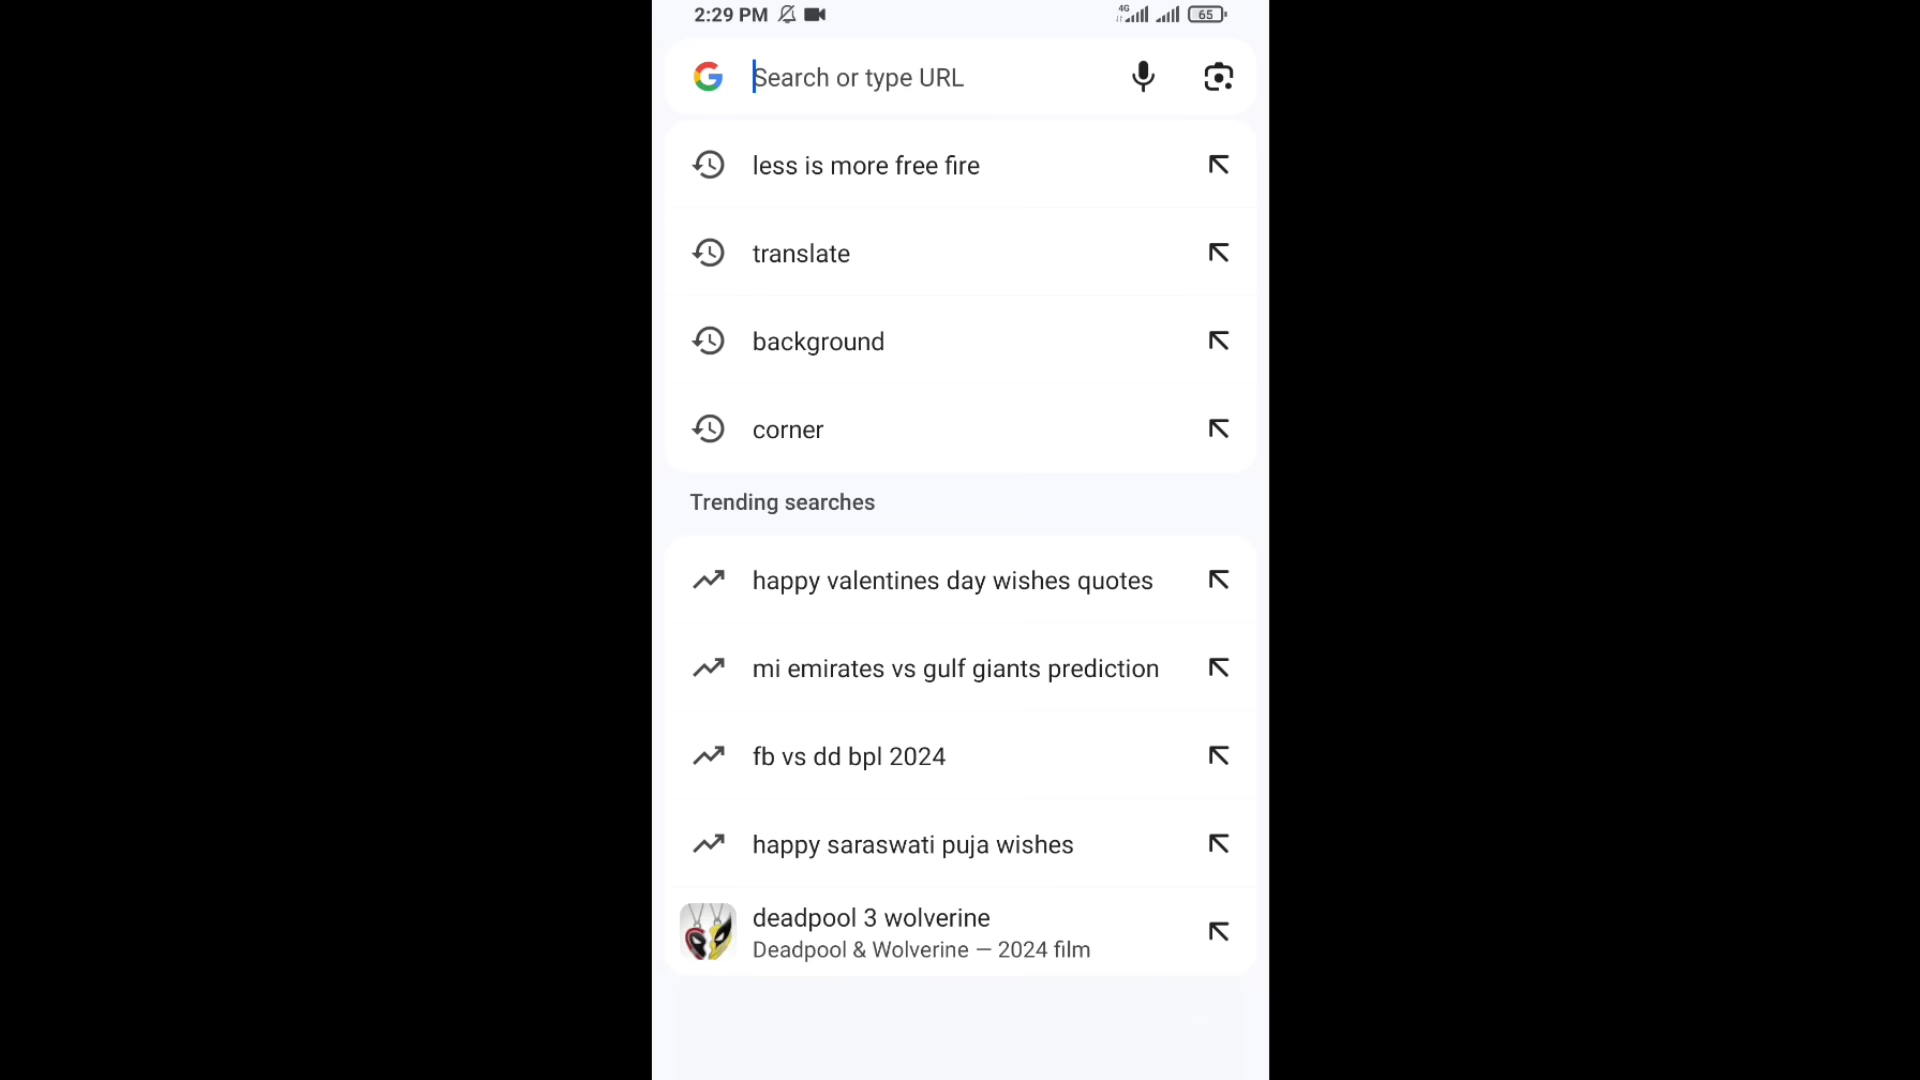 2:29 PM
4G
65
Search or type URL
less is more free fire
translate
background
corner
Trending searches
happy valentines day wishes quotes
mi emirates vs gulf giants prediction
fb vs dd bpl 2024
happy saraswati puja wishes
deadpool 3 wolverine
Deadpool & Wolverine — 2024 film